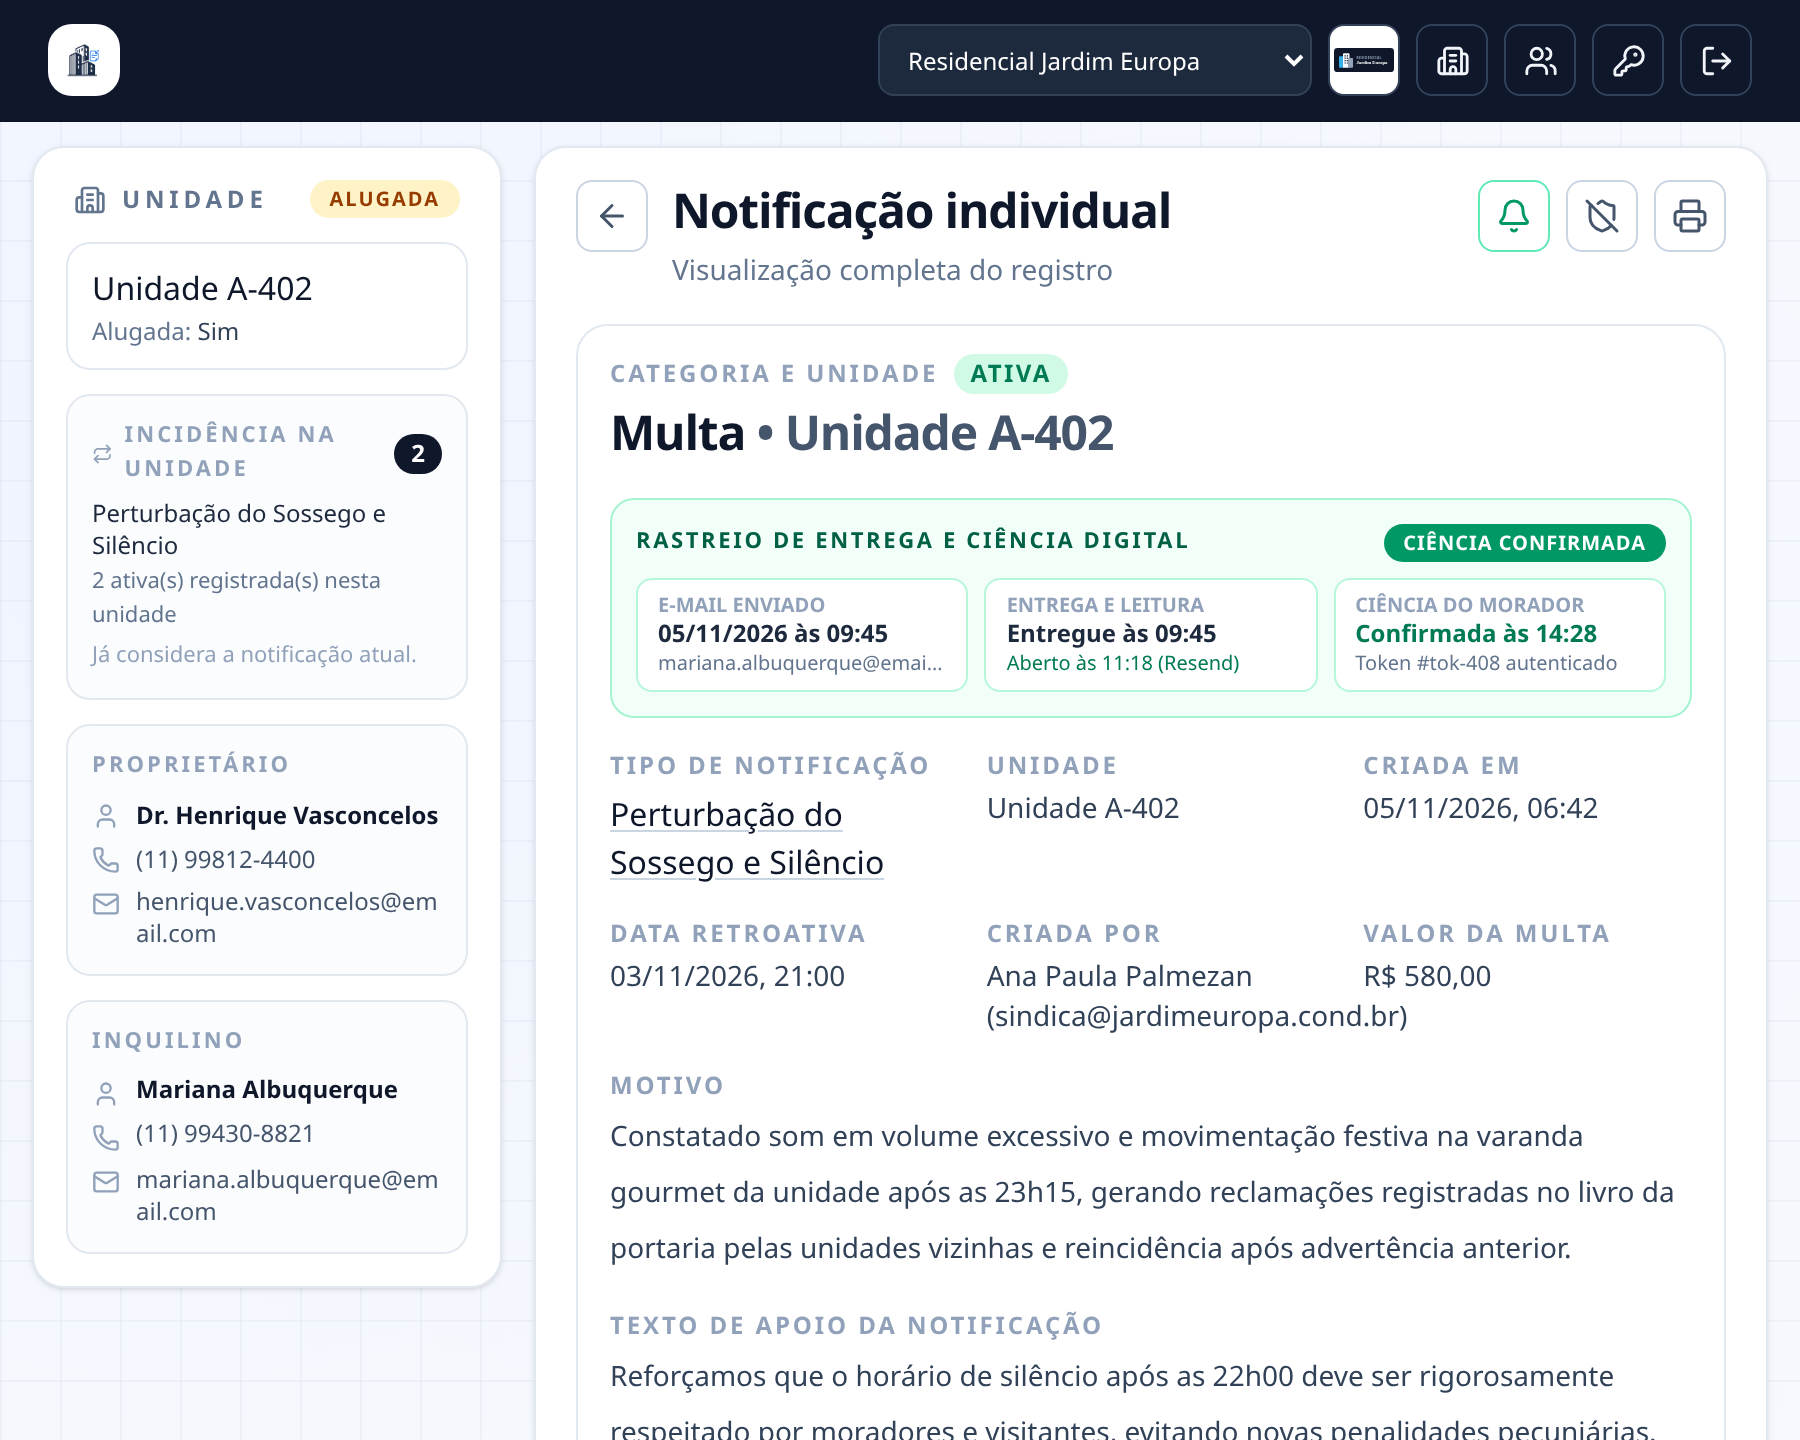 Residencial Jardim Europa
UNIDADE
ALUGADA
Unidade A-402
Alugada: Sim
INCIDÊNCIA NA
UNIDADE
2
Perturbação do Sossego e
Silêncio
2 ativa(s) registrada(s) nesta
unidade
Já considera a notificação atual.
PROPRIETÁRIO
Dr. Henrique Vasconcelos
(11) 99812-4400
henrique.vasconcelos@em
ail.com
INQUILINO
Mariana Albuquerque
(11) 99430-8821
mariana.albuquerque@em
ail.com
Notificação individual
Visualização completa do registro
CATEGORIA E UNIDADE ATIVA
Multa • Unidade A-402
RASTREIO DE ENTREGA E CIÊNCIA DIGITAL
CIÊNCIA CONFIRMADA
E-MAIL ENVIADO
05/11/2026 às 09:45
mariana.albuquerque@emai...
ENTREGA E LEITURA
Entregue às 09:45
Aberto às 11:18 (Resend)
CIÊNCIA DO MORADOR
Confirmada às 14:28
Token #tok-408 autenticado
TIPO DE NOTIFICAÇÃO
Perturbação do
Sossego e Silêncio
UNIDADE
Unidade A-402
CRIADA EM
05/11/2026, 06:42
DATA RETROATIVA
03/11/2026, 21:00
CRIADA POR
Ana Paula Palmezan
(sindica@jardimeuropa.cond.br)
VALOR DA MULTA
R$ 580,00
MOTIVO
Constatado som em volume excessivo e movimentação festiva na varanda
gourmet da unidade após as 23h15, gerando reclamações registradas no livro da
portaria pelas unidades vizinhas e reincidência após advertência anterior.
TEXTO DE APOIO DA NOTIFICAÇÃO
Reforçamos que o horário de silêncio após as 22h00 deve ser rigorosamente
respeitado por moradores e visitantes, evitando novas penalidades pecuniárias.